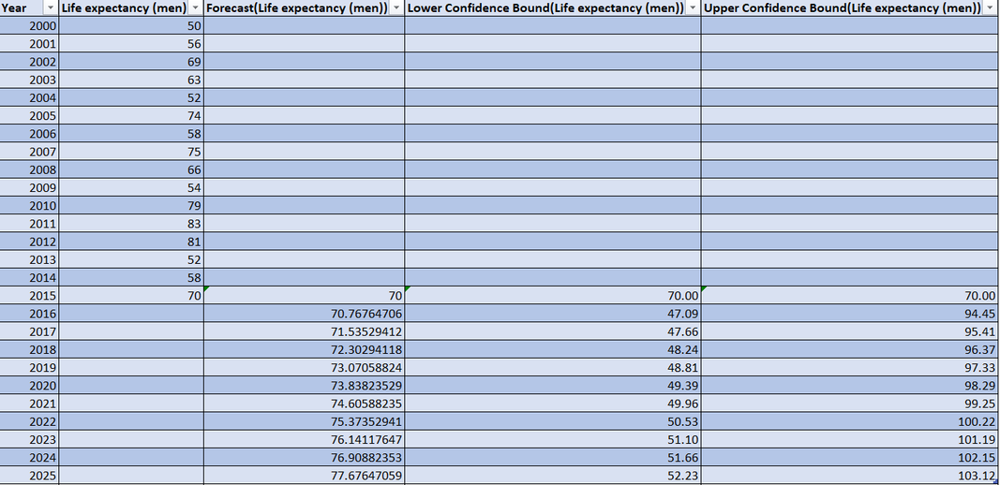 Year Life expectancy (men) Forecast(Life expectancy (men)) Lower Confidence Bound(Life expectancy (men)) Upper Confidence Bound(Life expectancy (men))
2000 50
2001 56
2002 69
2003 63
2004 52
2005 74
2006 58
2007 75
2008 66
2009 54
2010 79
2011 83
2012 81
2013 52
2014 58
2015 70 70 70.00 70.00
2016 70.76764706 47.09 94.45
2017 71.53529412 47.66 95.41
2018 72.30294118 48.24 96.37
2019 73.07058824 48.81 97.33
2020 73.83823529 49.39 98.29
2021 74.60588235 49.96 99.25
2022 75.37352941 50.53 100.22
2023 76.14117647 51.10 101.19
2024 76.90882353 51.66 102.15
2025 77.67647059 52.23 103.12